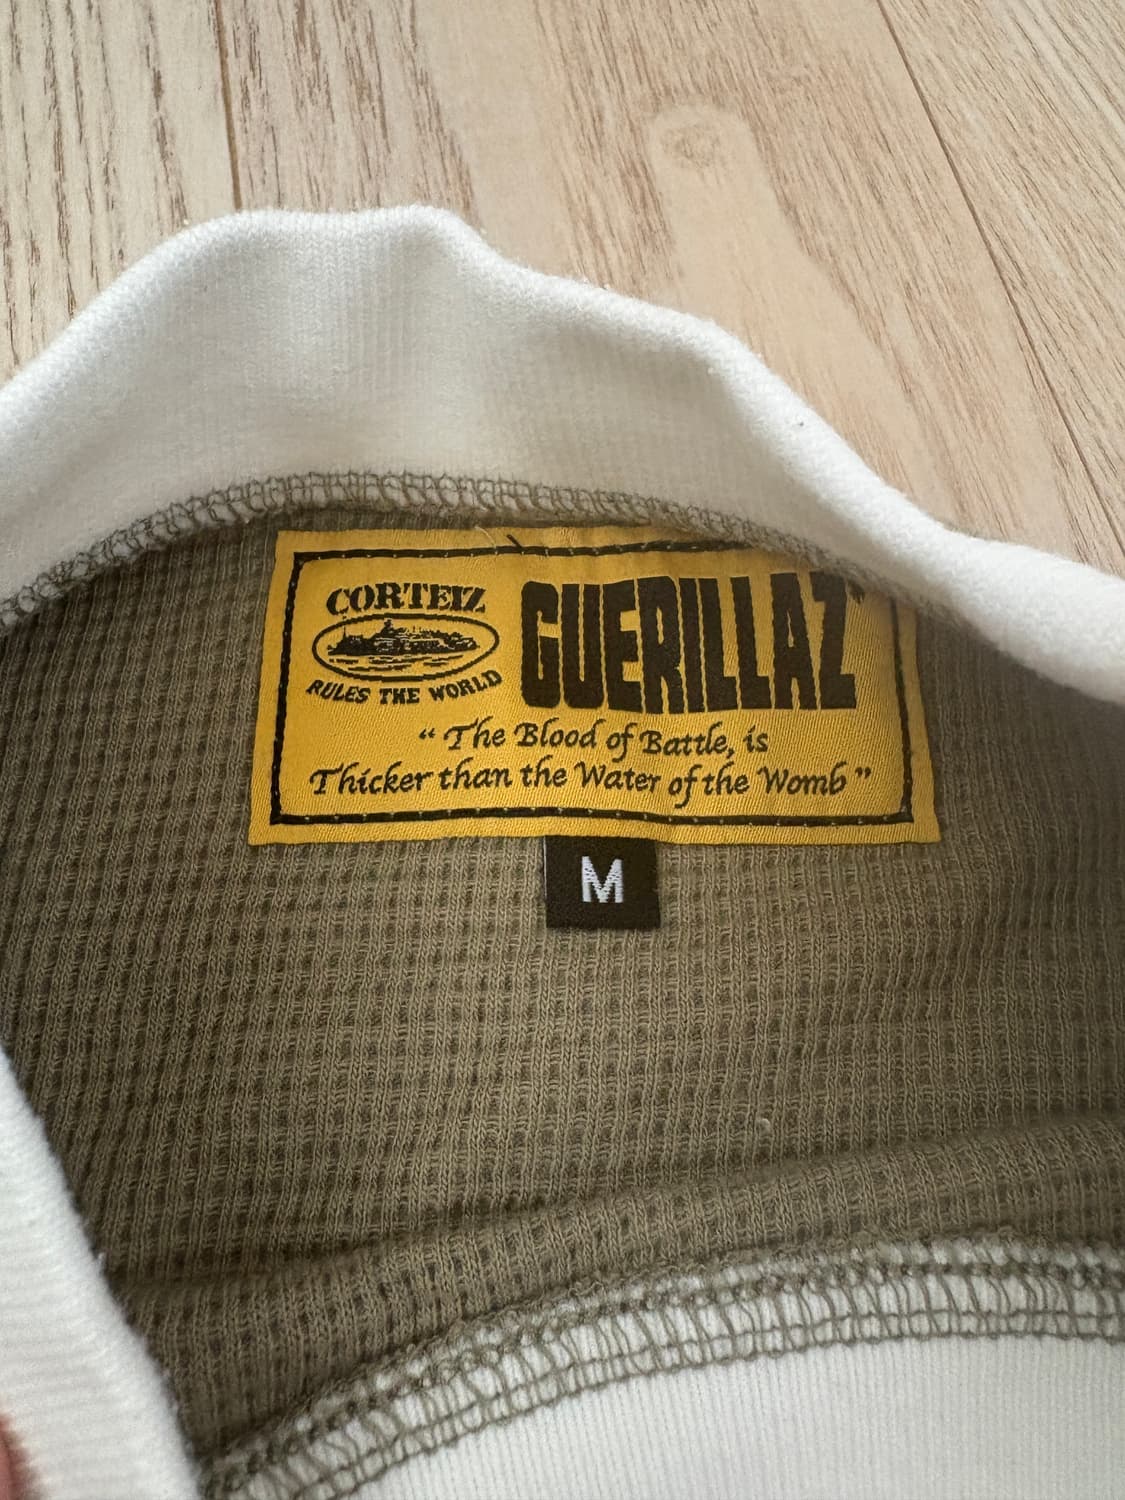 CORTEIZ
RULES THE WORLD
GUERILLAZ
“ The Blood of Battle, is
Thicker than the Water of the Womb ”
M